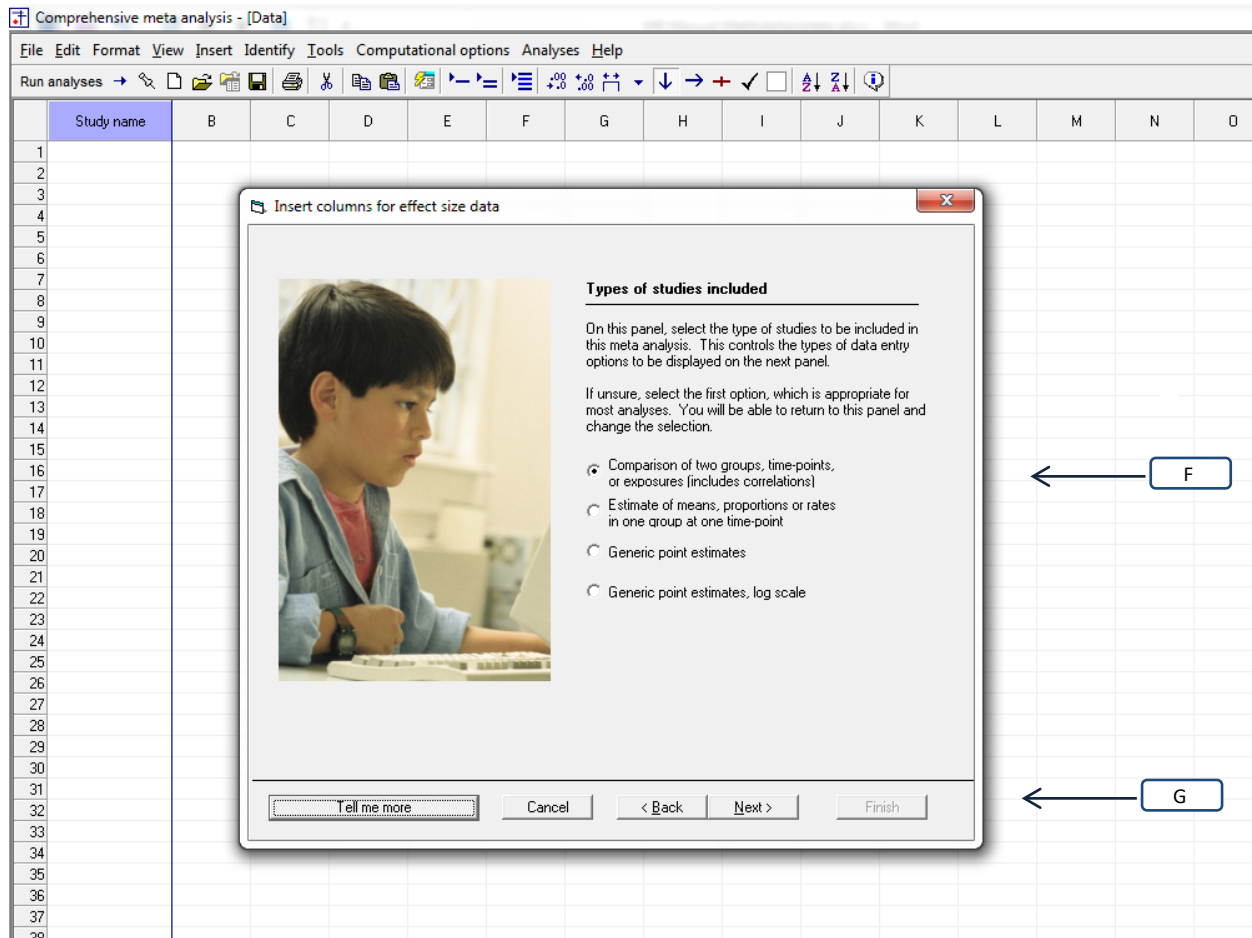 Comprehensive meta analysis - [Data]
File Edit Format View Insert Identify Tools Computational options Analyses Help
Run analyses
Study name B C D E F G H I J K L M N O
1
2
3
4
5
6
7
8
9
10
11
12
13
14
15
16
17
18
19
20
21
22
23
24
25
26
27
28
29
30
31
32
33
34
35
36
37
38
Insert columns for effect size data
Types of studies included
On this panel, select the type of studies to be included in
this meta analysis. This controls the types of data entry
options to be displayed on the next panel.
If unsure, select the first option, which is appropriate for
most analyses. You will be able to return to this panel and
change the selection.
Comparison of two groups, time-points,
or exposures (includes correlations)
Estimate of means, proportions or rates
in one group at one time-point
Generic point estimates
Generic point estimates, log scale
Tell me more Cancel < Back Next > Finish
F
G